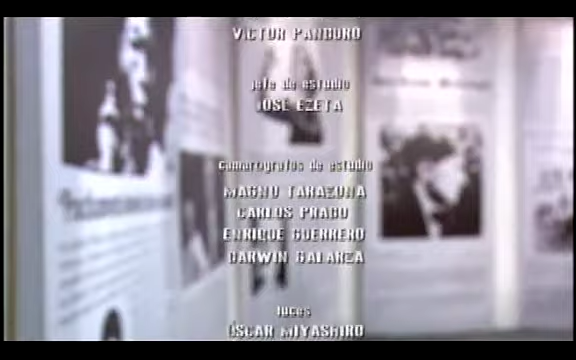 VICTOR PANDURO
jefe de estudio
JOSÉ EZETA
camarógrafos de estudio
MAGNO TARAZONA
CARLOS PRADO
ENRIQUE GUERRERO
DARWIN GALARZA
luces
ÓSCAR MIYASHIRO